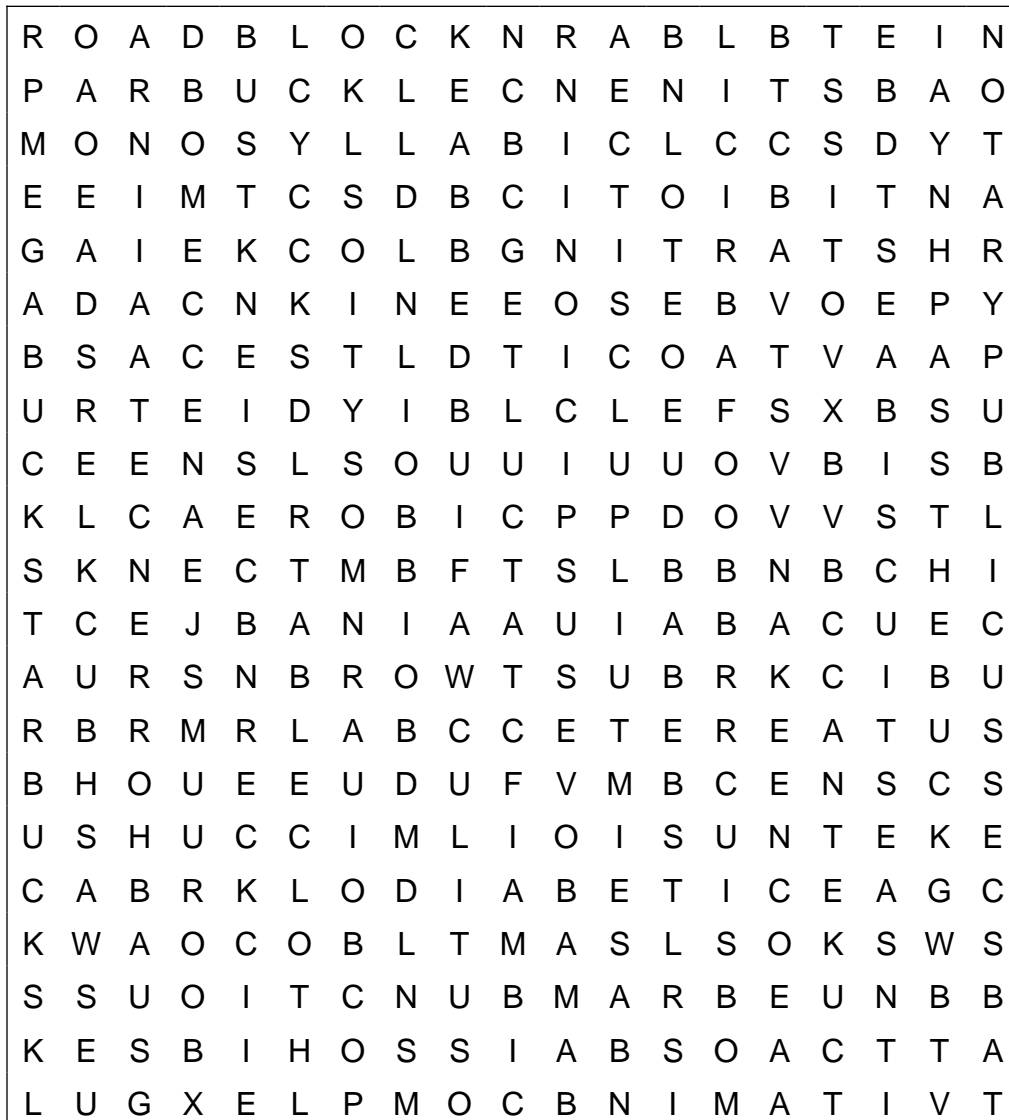 R O A D B L O C K N R A B L B T E I N
P A R B U C K L E C N E N I T S B A O
M O N O S Y L L A B I C L C C S D Y T
E E I M T C S D B C I T O I B I T N A
G A I E K C O L B G N I T R A T S H R
A D A C N K I N E E O S E B V O E P Y
B S A C E S T L D T I C O A T V A A P
U R T E I D Y I B L C L E F S X B S U
C E E N S L S O U U I U U O V B I S B
K L C A E R O B I C P P D O V V S T L
S K N E C T M B F T S L B B N B C H I
T C E J B A N I A A U I A B A C U E C
A U R S N B R O W T S U B R K C I B U
R B R M R L A B C C E T E R E A T U S
B H O U E E U D U F V M B C E N S C S
U S H U C C I M L I O I S U N T E K E
C A B R K L O D I A B E T I C E A G C
K W A O C O B L T M A S L S O K S W S
S S U O I T C N U B M A R B E U N B B
K E S B I H O S S I A B S O A C T T A
L U G X E L P M O C B N I M A T I V T